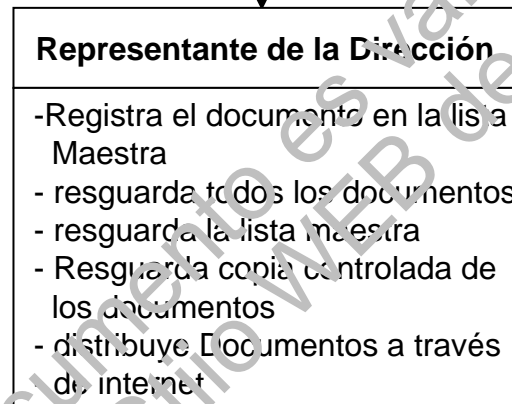 Representante de la Dirección
-Registra el documento en la lista
Maestra
- resguarda todos los documentos
- resguarda la lista maestra
- Resguarda copia controlada de
los documentos
- distribuye Documentos a través
- de internet